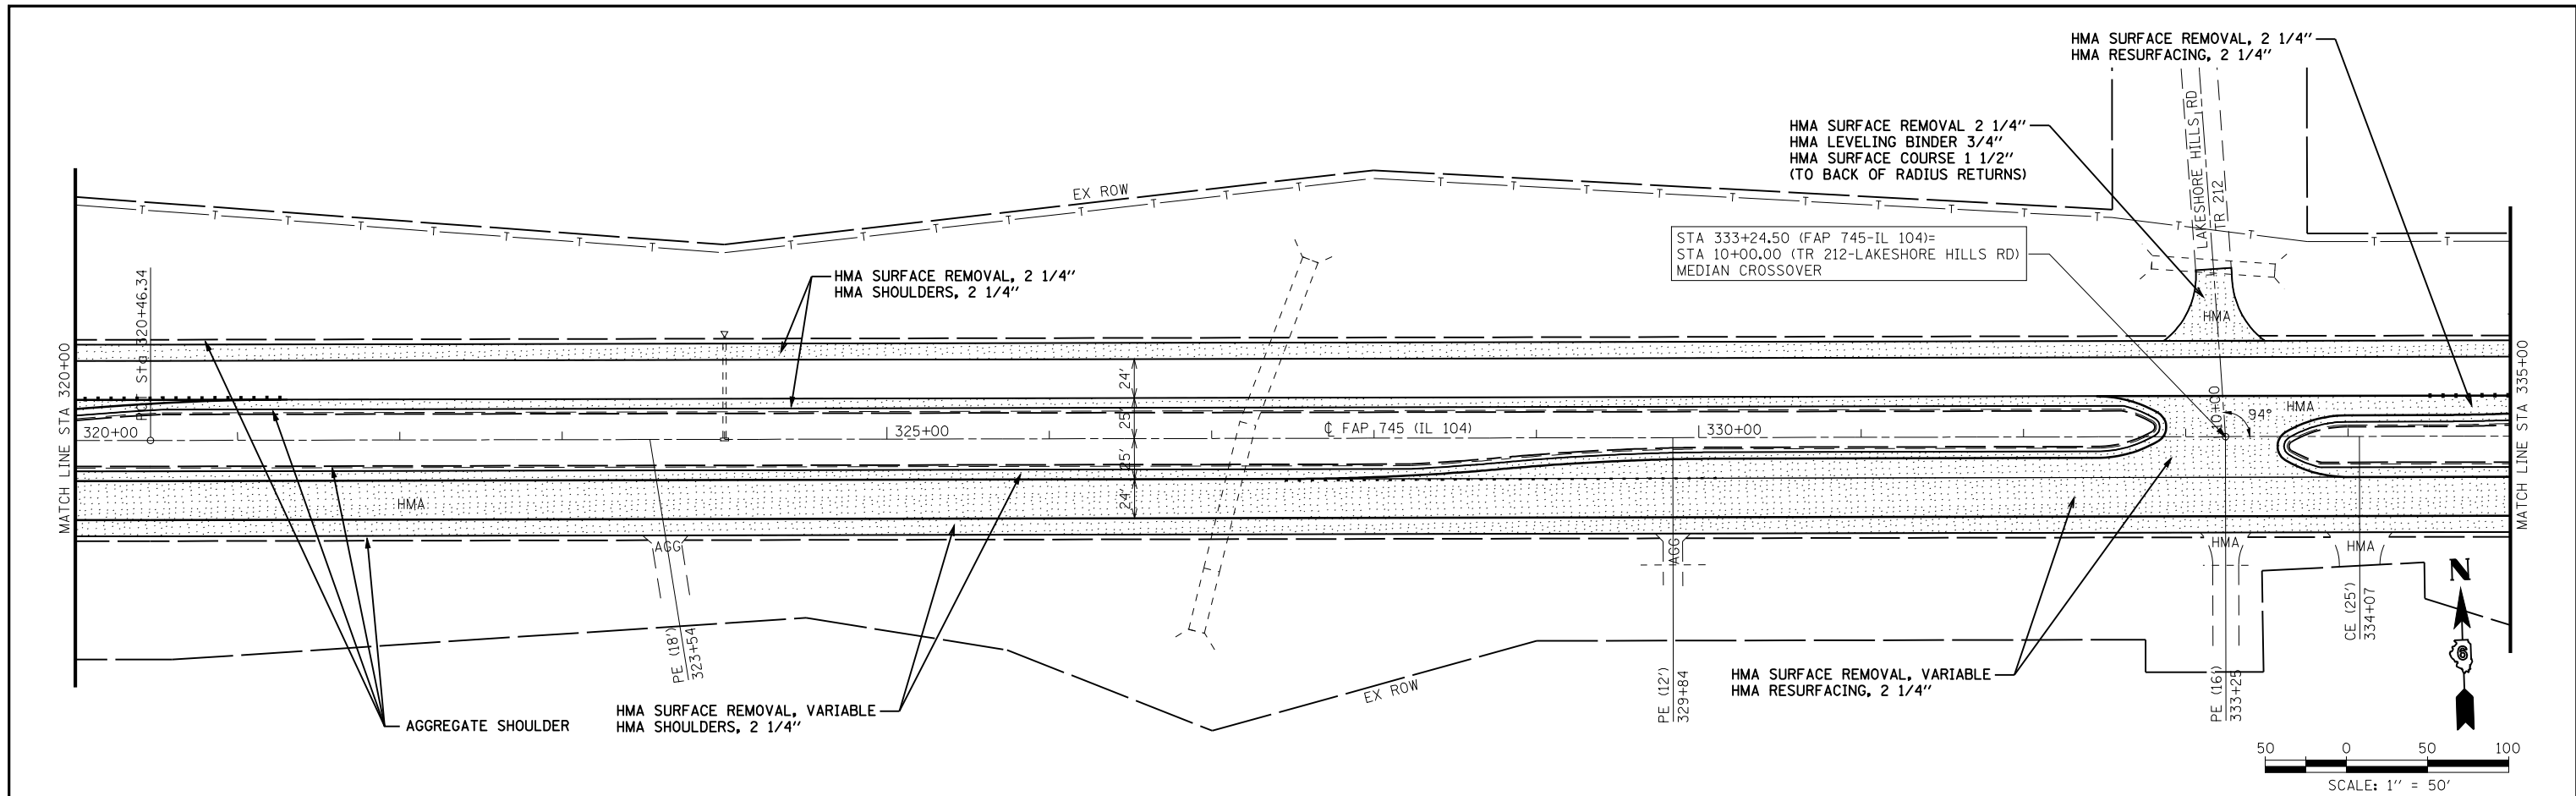 HMA SURFACE REMOVAL, 2 1/4"
HMA RESURFACING, 2 1/4"
HMA SURFACE REMOVAL 2 1/4"
HMA LEVELING BINDER 3/4"
HMA SURFACE COURSE 1 1/2"
(TO BACK OF RADIUS RETURNS)
LAKESHORE HILLS RD
TR 212
EX ROW
STA 333+24.50 (FAP 745-IL 104)=
STA 10+00.00 (TR 212-LAKESHORE HILLS RD)
MEDIAN CROSSOVER
HMA SURFACE REMOVAL, 2 1/4"
HMA SHOULDERS, 2 1/4"
Sta 320+46.34
MATCH LINE STA 320+00
320+00
325+00
24'
25'
25'
24'
℄ FAP 745 (IL 104)
330+00
10+00
94°
HMA
HMA
MATCH LINE STA 335+00
HMA
AGG
AGG
HMA
HMA
PE (18')
323+54
PE (12')
329+84
PE (16')
333+25
CE (25')
334+07
EX ROW
AGGREGATE SHOULDER
HMA SURFACE REMOVAL, VARIABLE
HMA SHOULDERS, 2 1/4"
HMA SURFACE REMOVAL, VARIABLE
HMA RESURFACING, 2 1/4"
N
6
50 0 50 100
SCALE: 1" = 50'